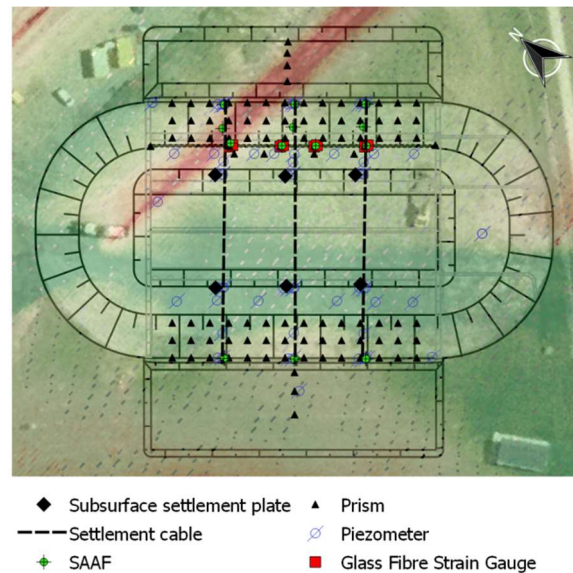 N
Subsurface settlement plate
Prism
Settlement cable
Piezometer
SAAF
Glass Fibre Strain Gauge